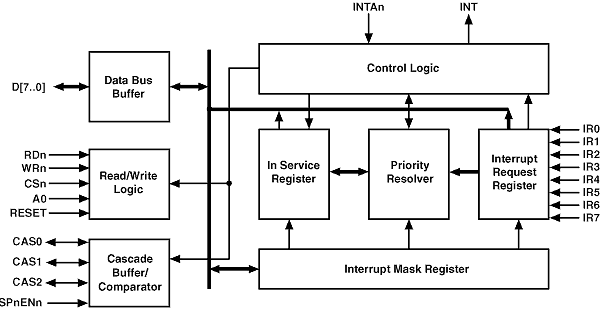 INTAn INT
Control Logic
D[7..0]
Data Bus
Buffer
RDn
WRn
CSn
A0
RESET
Read/Write
Logic
In Service
Register
Priority
Resolver
Interrupt
Request
Register
IR0
IR1
IR2
IR3
IR4
IR5
IR6
IR7
CAS0
CAS1
CAS2
SPnENn
Cascade
Buffer/
Comparator
Interrupt Mask Register